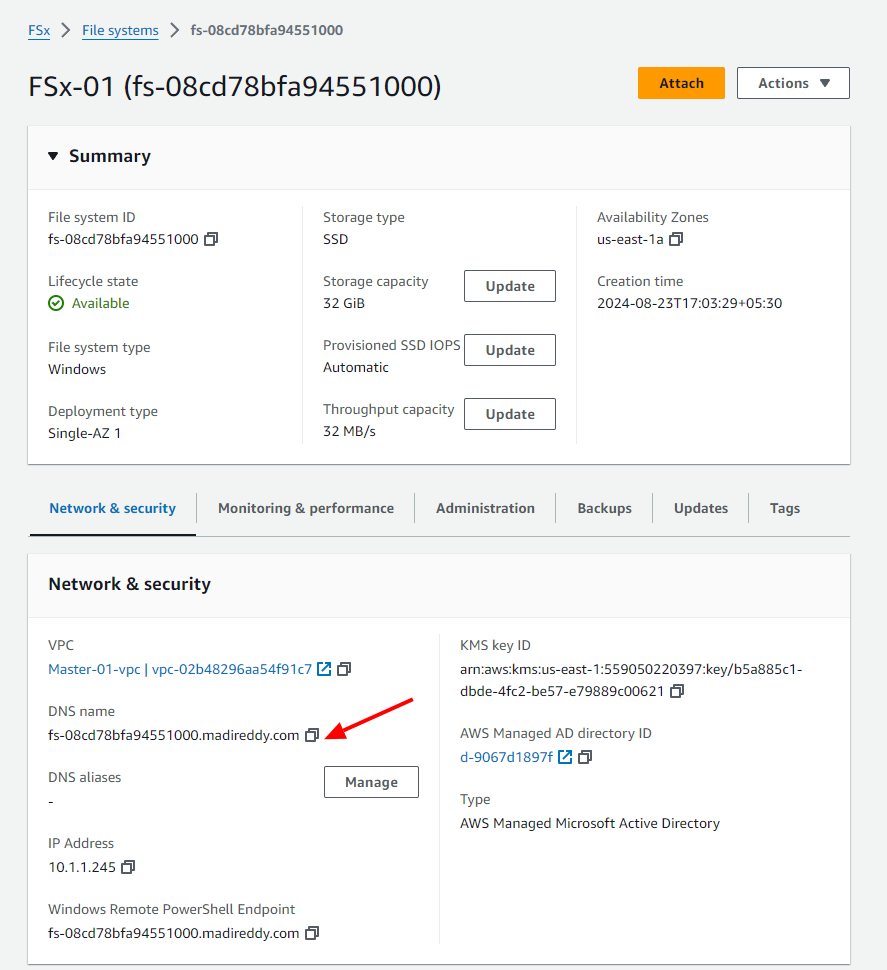 FSx > File systems > fs-08cd78bfa94551000
FSx-01 (fs-08cd78bfa94551000)
Attach
Actions
Summary
File system ID
fs-08cd78bfa94551000
Lifecycle state
Available
File system type
Windows
Deployment type
Single-AZ 1
Storage type
SSD
Storage capacity
32 GiB
Update
Provisioned SSD IOPS
Automatic
Update
Throughput capacity
32 MB/s
Update
Availability Zones
us-east-1a
Creation time
2024-08-23T17:03:29+05:30
Network & security
Monitoring & performance
Administration
Backups
Updates
Tags
Network & security
VPC
Master-01-vpc | vpc-02b48296aa54f91c7
DNS name
fs-08cd78bfa94551000.madireddy.com
DNS aliases
-
Manage
IP Address
10.1.1.245
Windows Remote PowerShell Endpoint
fs-08cd78bfa94551000.madireddy.com
KMS key ID
arn:aws:kms:us-east-1:559050220397:key/b5a885c1-
dbde-4fc2-be57-e79889c00621
AWS Managed AD directory ID
d-9067d1897f
Type
AWS Managed Microsoft Active Directory